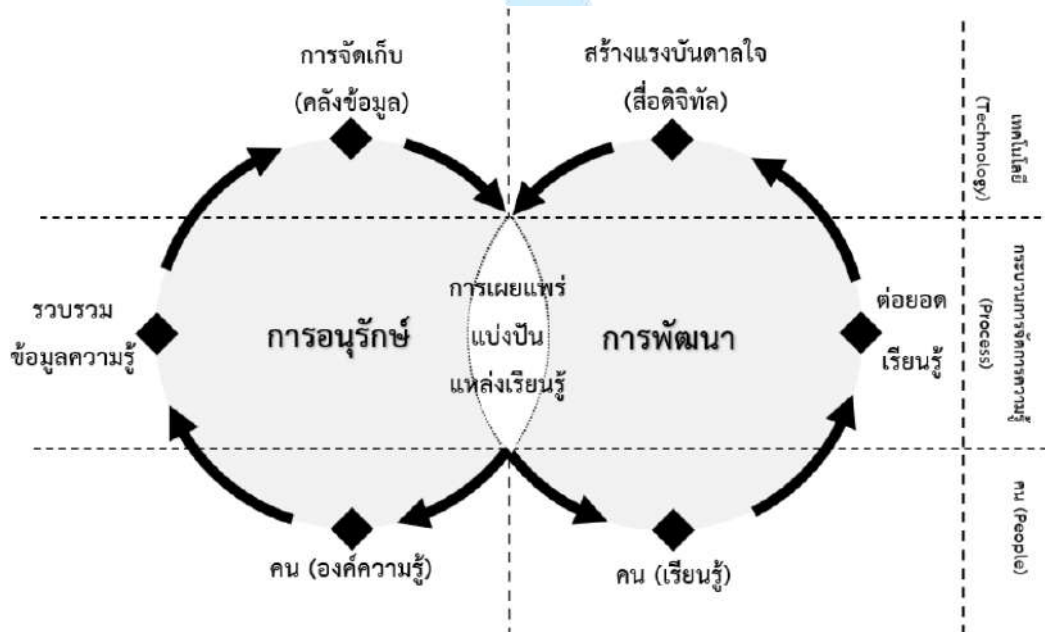 การจัดเก็บ
(คลังข้อมูล)
สร้างแรงบันดาลใจ
(สื่อดิจิทัล)
เทคโนโลยี
(Technology)
รวบรวม
ข้อมูลความรู้
การอนุรักษ์
การเผยแพร่
แบ่งปัน
แหล่งเรียนรู้
การพัฒนา
ต่อยอด
เรียนรู้
กระบวนการจัดการความรู้
(Process)
คน (องค์ความรู้)
คน (เรียนรู้)
คน (People)